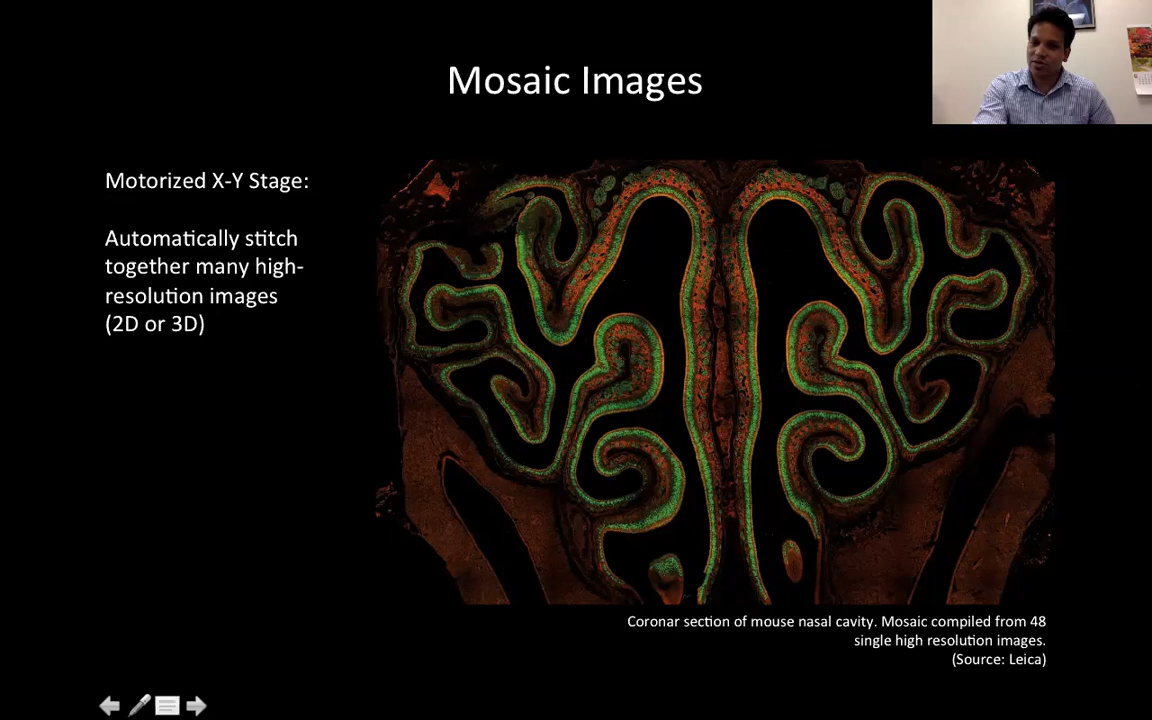 Mosaic Images
Motorized X-Y Stage:
Automatically stitch
together many high-
resolution images
(2D or 3D)
Coronar section of mouse nasal cavity. Mosaic compiled from 48
single high resolution images.
(Source: Leica)